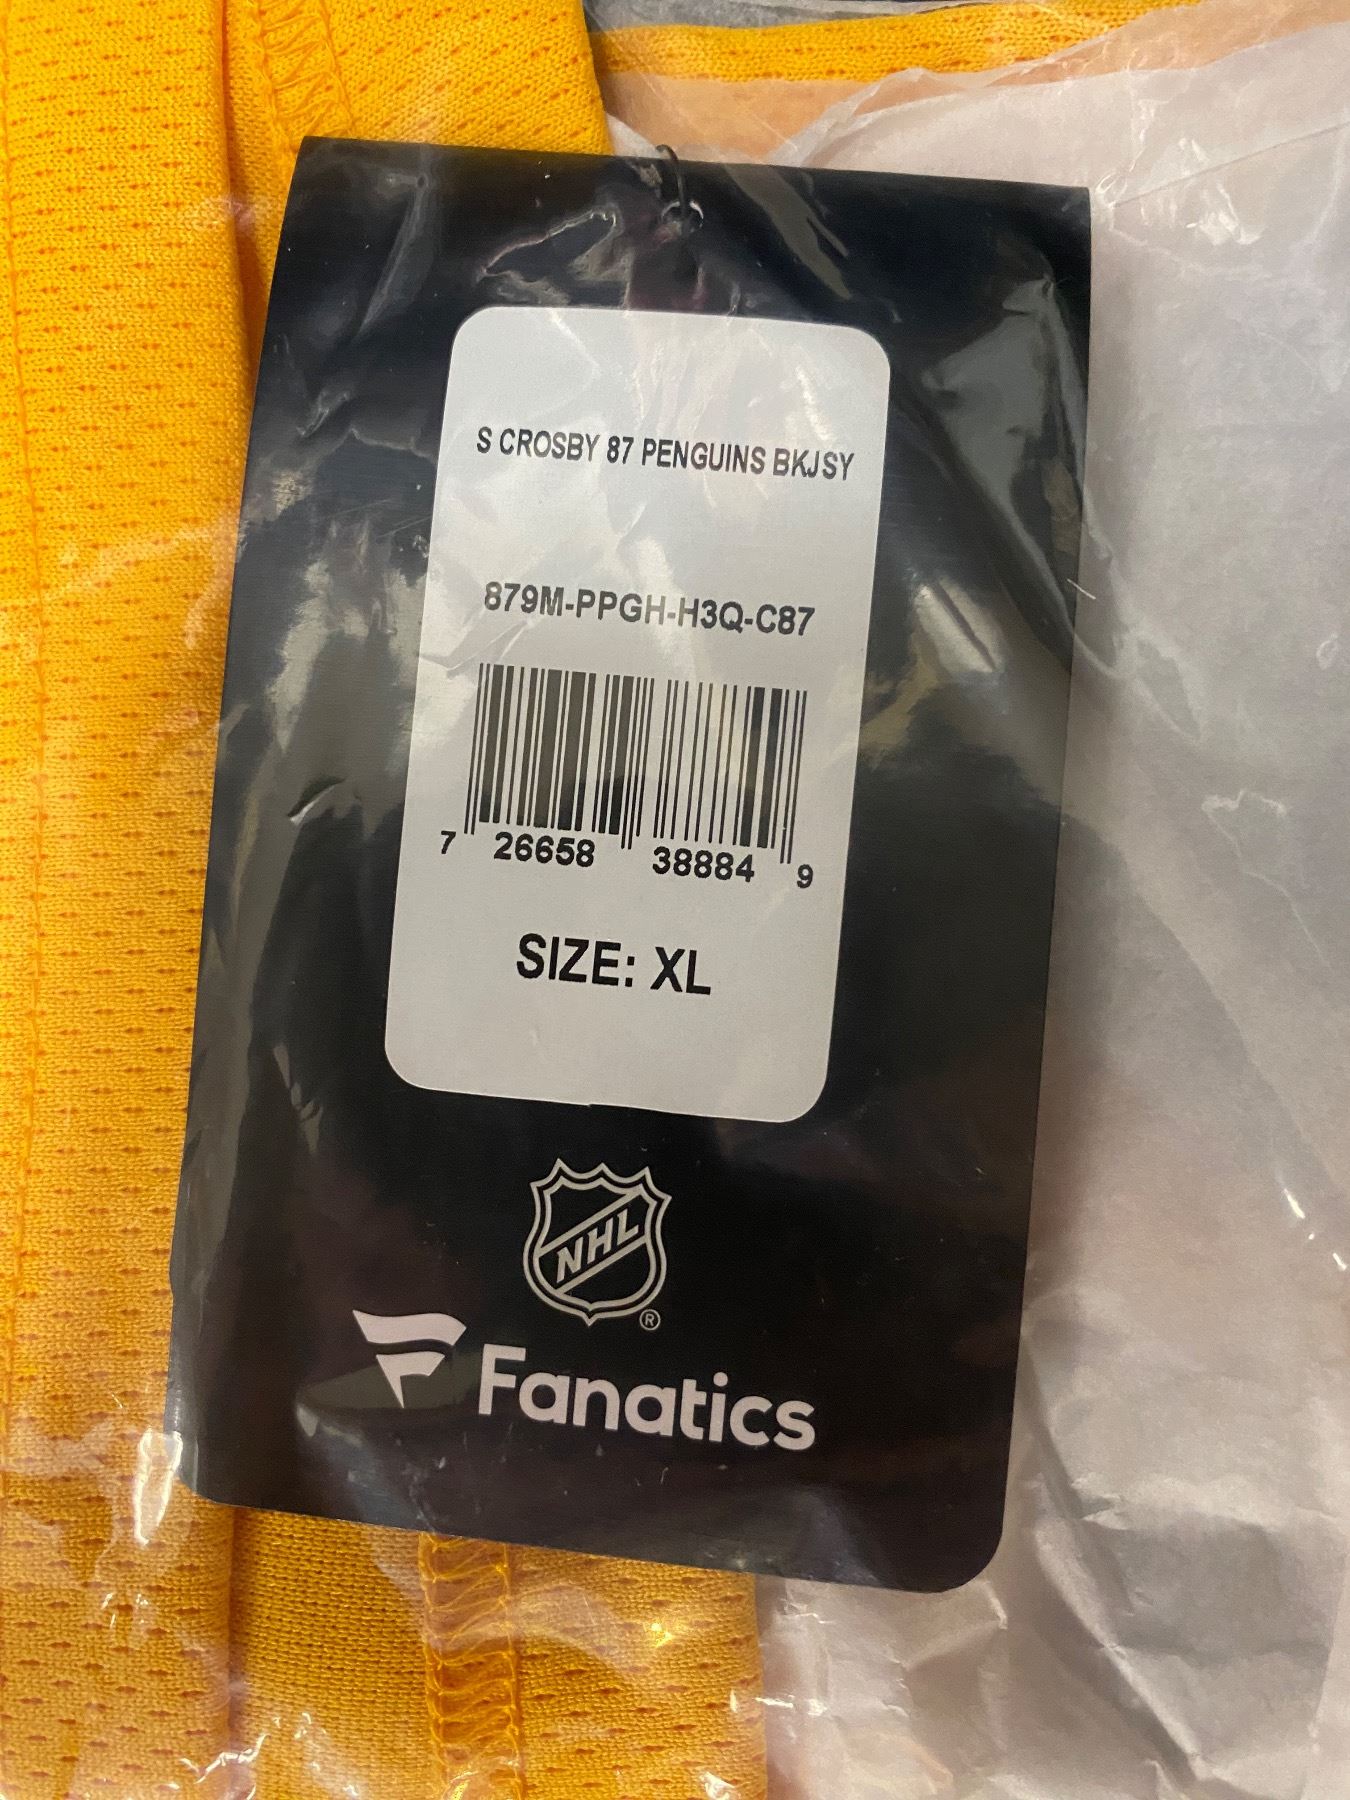 S CROSBY 87 PENGUINS BKJSY
879M-PPGH-H3Q-C87
7 26658 38884 9
SIZE: XL
NHL
®
Fanatics